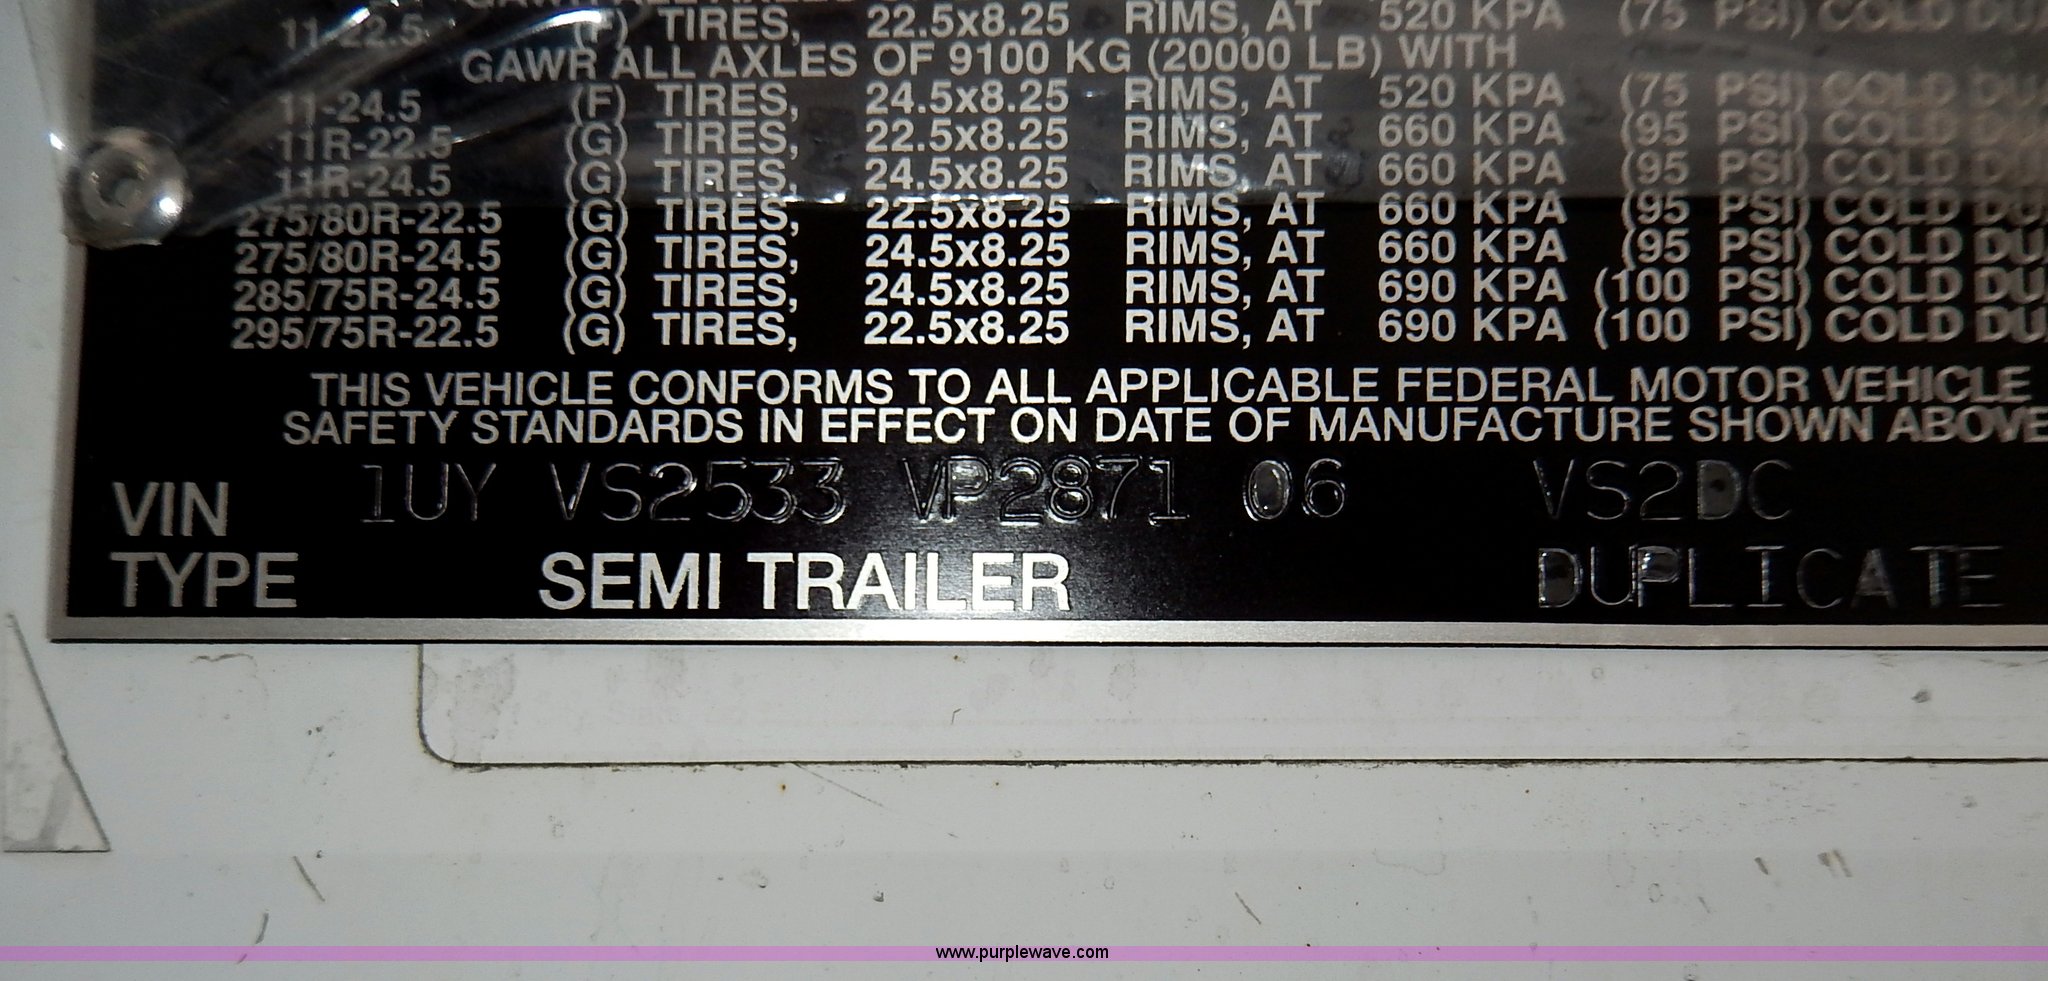 11-22.5 (F) TIRES, 22.5x8.25 RIMS, AT 520 KPA (75 PSI) COLD
GAWR ALL AXLES OF 9100 KG (20000 LB) WITH
11-24.5 (F) TIRES, 24.5x8.25 RIMS, AT 520 KPA (75 PSI) COLD
11R-22.5 (G) TIRES, 22.5x8.25 RIMS, AT 660 KPA (95 PSI) COLD
11R-24.5 (G) TIRES, 24.5x8.25 RIMS, AT 660 KPA (95 PSI) COLD
275/80R-22.5 (G) TIRES, 22.5x8.25 RIMS, AT 660 KPA (95 PSI) COLD
275/80R-24.5 (G) TIRES, 24.5x8.25 RIMS, AT 660 KPA (95 PSI) COLD
285/75R-24.5 (G) TIRES, 24.5x8.25 RIMS, AT 690 KPA (100 PSI) COLD
295/75R-22.5 (G) TIRES, 22.5x8.25 RIMS, AT 690 KPA (100 PSI) COLD
THIS VEHICLE CONFORMS TO ALL APPLICABLE FEDERAL MOTOR VEHICLE
SAFETY STANDARDS IN EFFECT ON DATE OF MANUFACTURE SHOWN ABOVE
VIN 1UY VS2533 VP2871 06 VS2DC
TYPE SEMI TRAILER DUPLICATE
www.purplewave.com